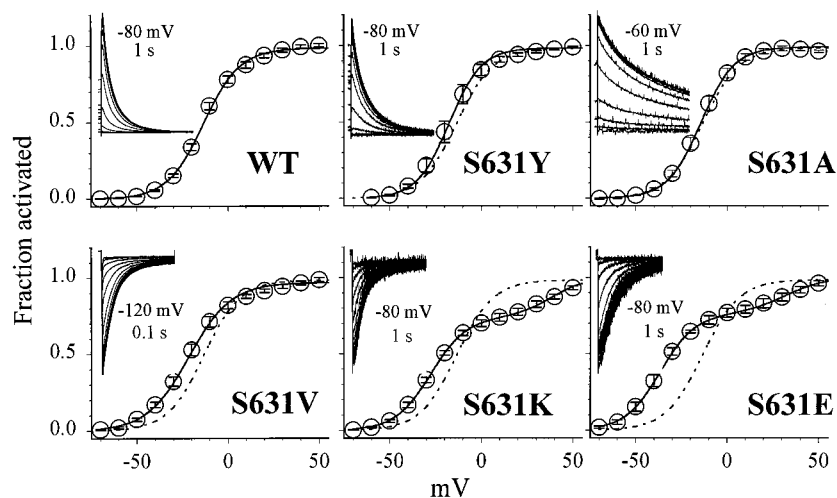 Fraction activated
1.0
0.5
0.0
-80 mV
1 s
WT
-80 mV
1 s
S631Y
-60 mV
1 s
S631A
1.0
0.5
0.0
-120 mV
0.1 s
S631V
-80 mV
1 s
S631K
-80 mV
1 s
S631E
-50 0 50
-50 0 50
-50 0 50
mV